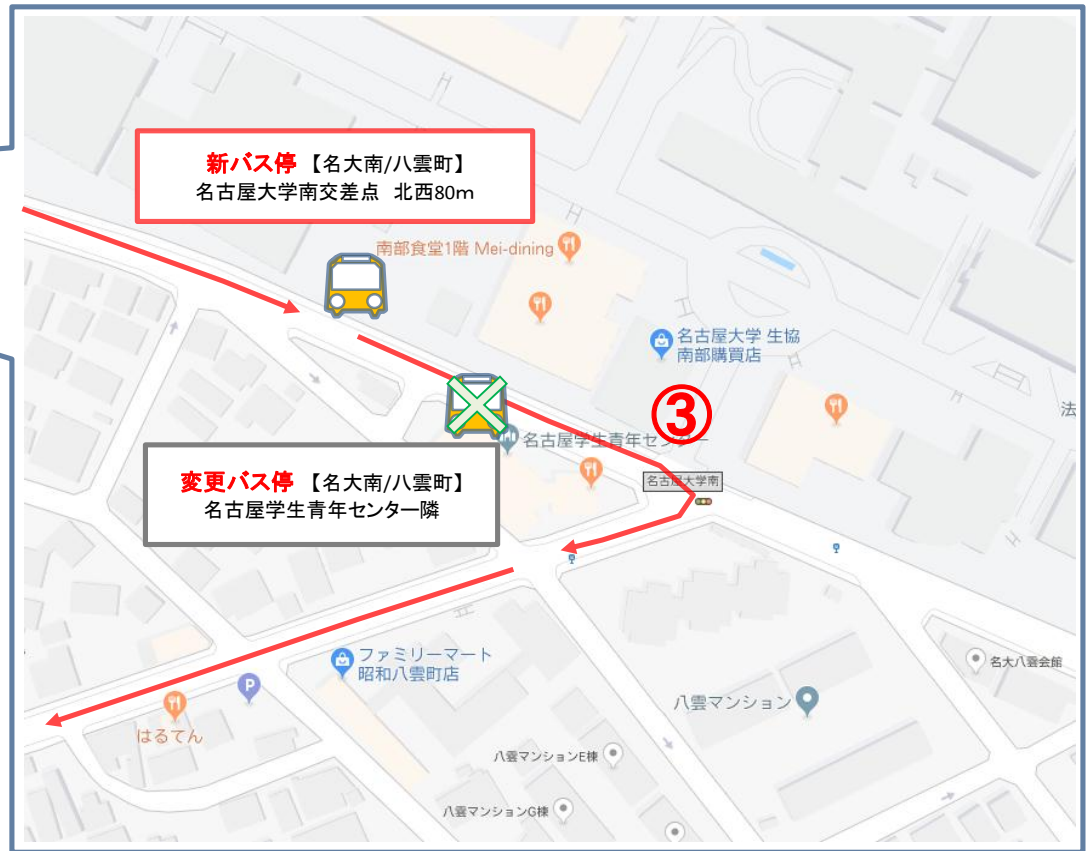 新バス停 【名大南/八雲町】
名古屋大学南交差点 北西80m
南部食堂1階 Mei-dining
名古屋大学 生協
南部購買店
③
法
名古屋学生青年センター
名古屋大学南
変更バス停 【名大南/八雲町】
名古屋学生青年センター隣
ファミリーマート
昭和八雲町店
P
はるてん
名大八雲会館
八雲マンション
八雲マンションE棟
八雲マンションG棟